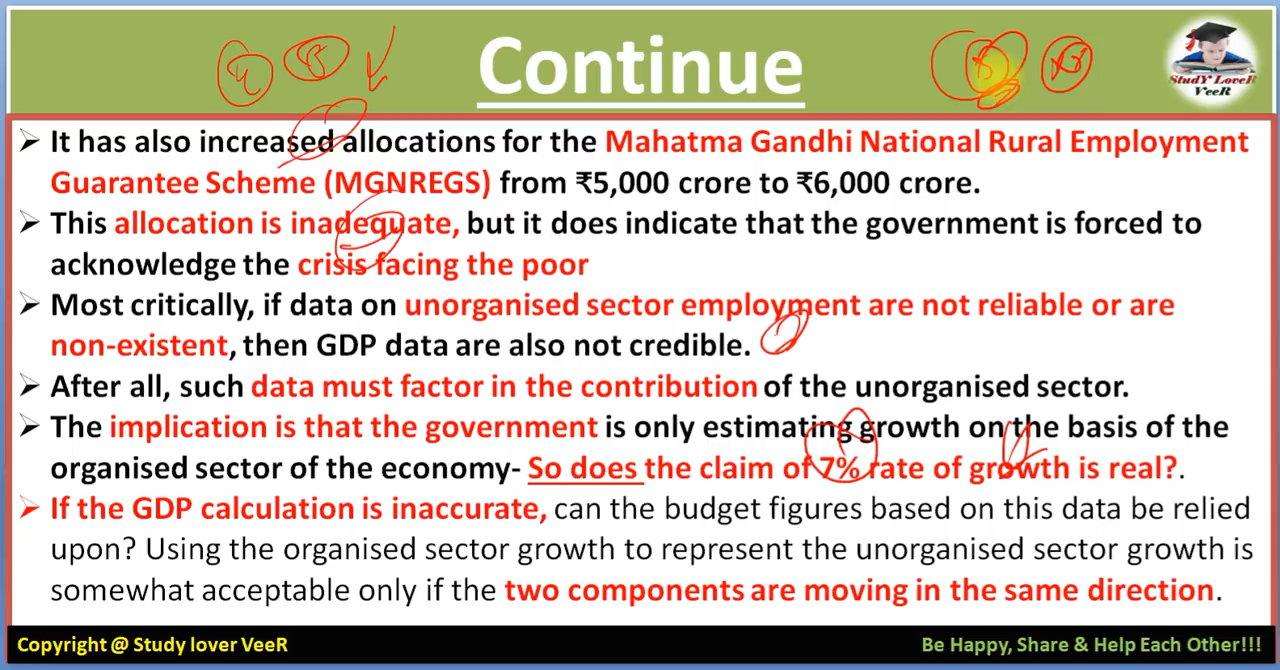 Continue
StudY LoveR
VeeR
➢ It has also increased allocations for the Mahatma Gandhi National Rural Employment
Guarantee Scheme (MGNREGS) from ₹5,000 crore to ₹6,000 crore.
➢ This allocation is inadequate, but it does indicate that the government is forced to
acknowledge the crisis facing the poor
➢ Most critically, if data on unorganised sector employment are not reliable or are
non-existent, then GDP data are also not credible.
➢ After all, such data must factor in the contribution of the unorganised sector.
➢ The implication is that the government is only estimating growth on the basis of the
organised sector of the economy- So does the claim of 7% rate of growth is real?.
➢ If the GDP calculation is inaccurate, can the budget figures based on this data be relied
upon? Using the organised sector growth to represent the unorganised sector growth is
somewhat acceptable only if the two components are moving in the same direction.
Copyright @ Study lover VeeR
Be Happy, Share & Help Each Other!!!